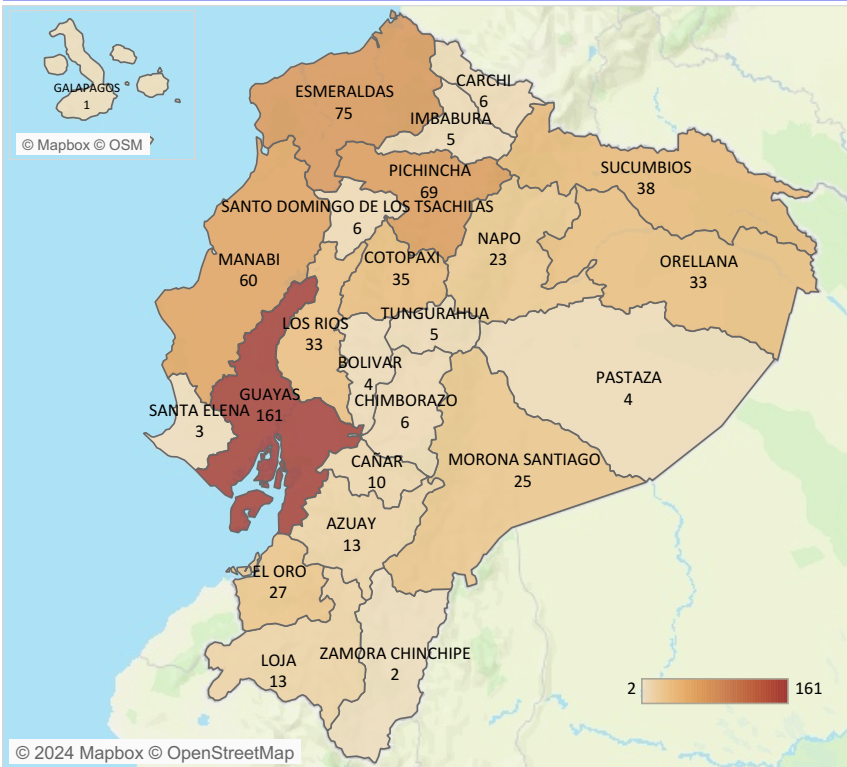 GALAPAGOS
1
© Mapbox © OSM
ESMERALDAS
75
CARCHI
6
IMBABURA
5
PICHINCHA
69
SUCUMBIOS
38
SANTO DOMINGO DE LOS TSACHILAS
6
NAPO
23
MANABI
60
COTOPAXI
35
ORELLANA
33
LOS RIOS
33
TUNGURAHUA
5
BOLIVAR
4
PASTAZA
4
GUAYAS
161
CHIMBORAZO
6
SANTA ELENA
3
CAÑAR
10
MORONA SANTIAGO
25
AZUAY
13
EL ORO
27
LOJA
13
ZAMORA CHINCHIPE
2
2 161
© 2024 Mapbox © OpenStreetMap